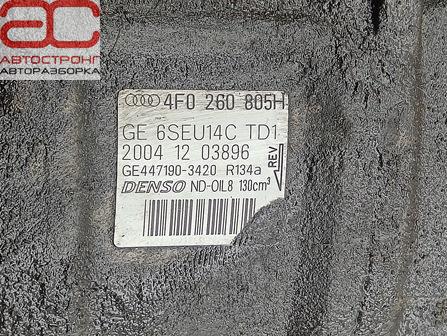 ас
АВТОСТРОНГ
АВТОРАЗБОРКА
4F0 260 805H
GE 6SEU14C TD1
2004 12 03896
REV
GE447190-3420 R134a
DENSO ND-OIL8 130cm³